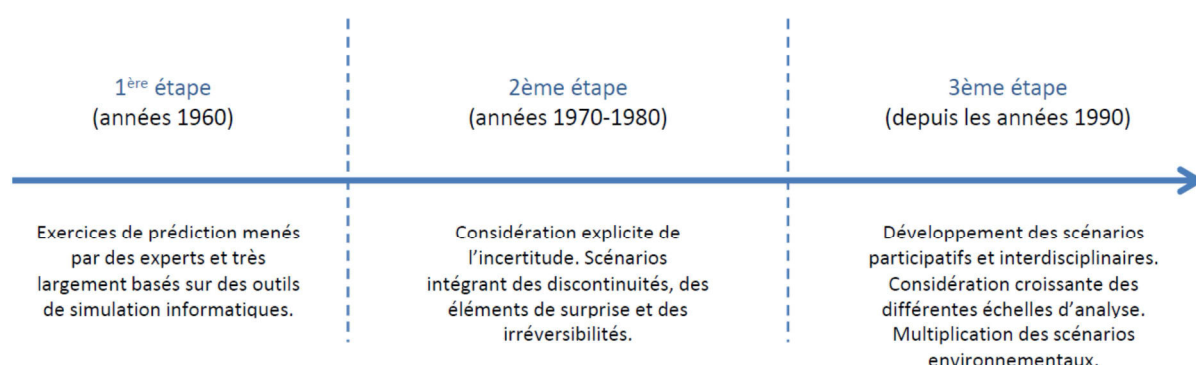 1ère étape
(années 1960)
2ème étape
(années 1970-1980)
3ème étape
(depuis les années 1990)
Exercices de prédiction menés
par des experts et très
largement basés sur des outils
de simulation informatiques.
Considération explicite de
l'incertitude. Scénarios
intégrant des discontinuités, des
éléments de surprise et des
irréversibilités.
Développement des scénarios
participatifs et interdisciplinaires.
Considération croissante des
différentes échelles d'analyse.
Multiplication des scénarios
environnementaux.